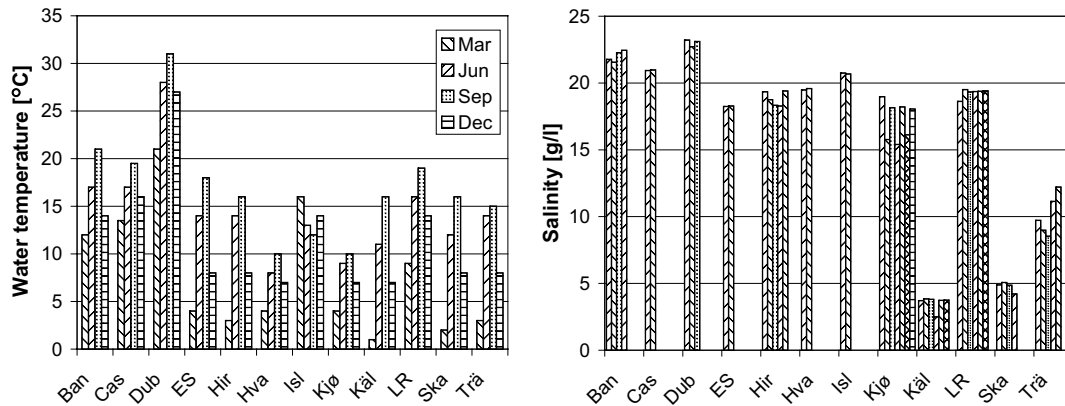 Water temperature [°C]
35
30
25
20
15
10
5
0
Mar
Jun
Sep
Dec
Ban Cas Dub ES Hir Hva Isl Kjø Käl LR Ska Trä
Salinity [g/l]
25
20
15
10
5
0
Ban Cas Dub ES Hir Hva Isl Kjø Käl LR Ska Trä